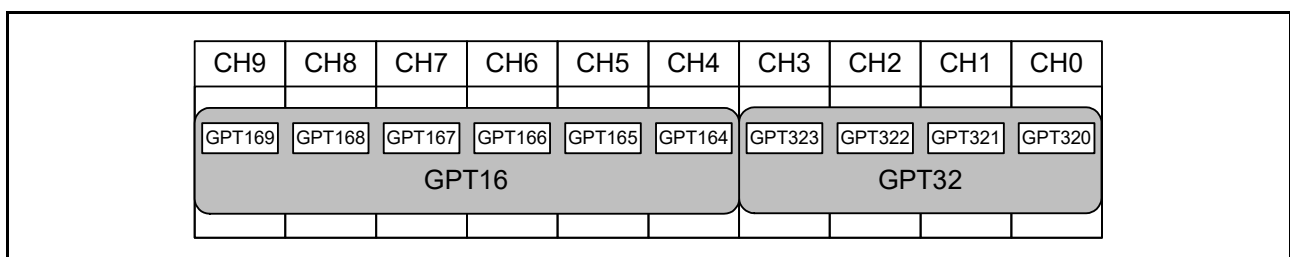 CH9 CH8 CH7 CH6 CH5 CH4 CH3 CH2 CH1 CH0
GPT169 GPT168 GPT167 GPT166 GPT165 GPT164 GPT323 GPT322 GPT321 GPT320
GPT16 GPT32